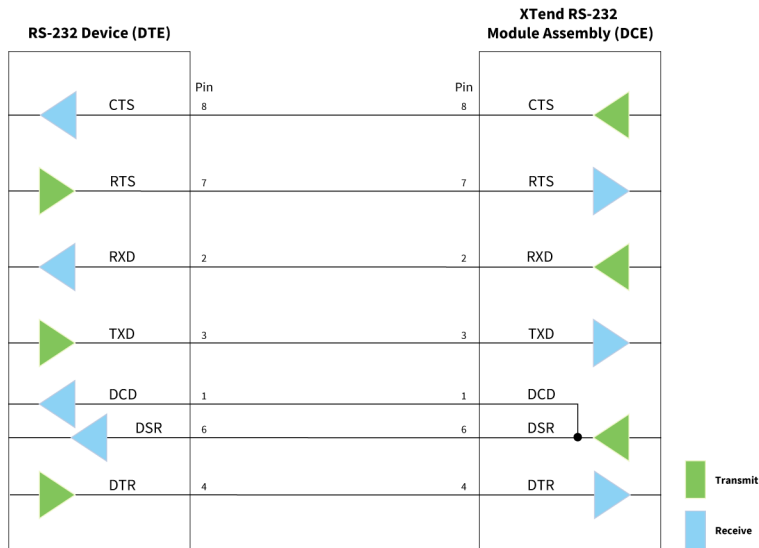 XTend RS-232
RS-232 Device (DTE) Module Assembly (DCE)
Pin Pin
CTS 8 8 CTS
RTS 7 7 RTS
RXD 2 2 RXD
TXD 3 3 TXD
DCD 1 1 DCD
DSR 6 6 DSR
DTR 4 4 DTR
Transmit
Receive